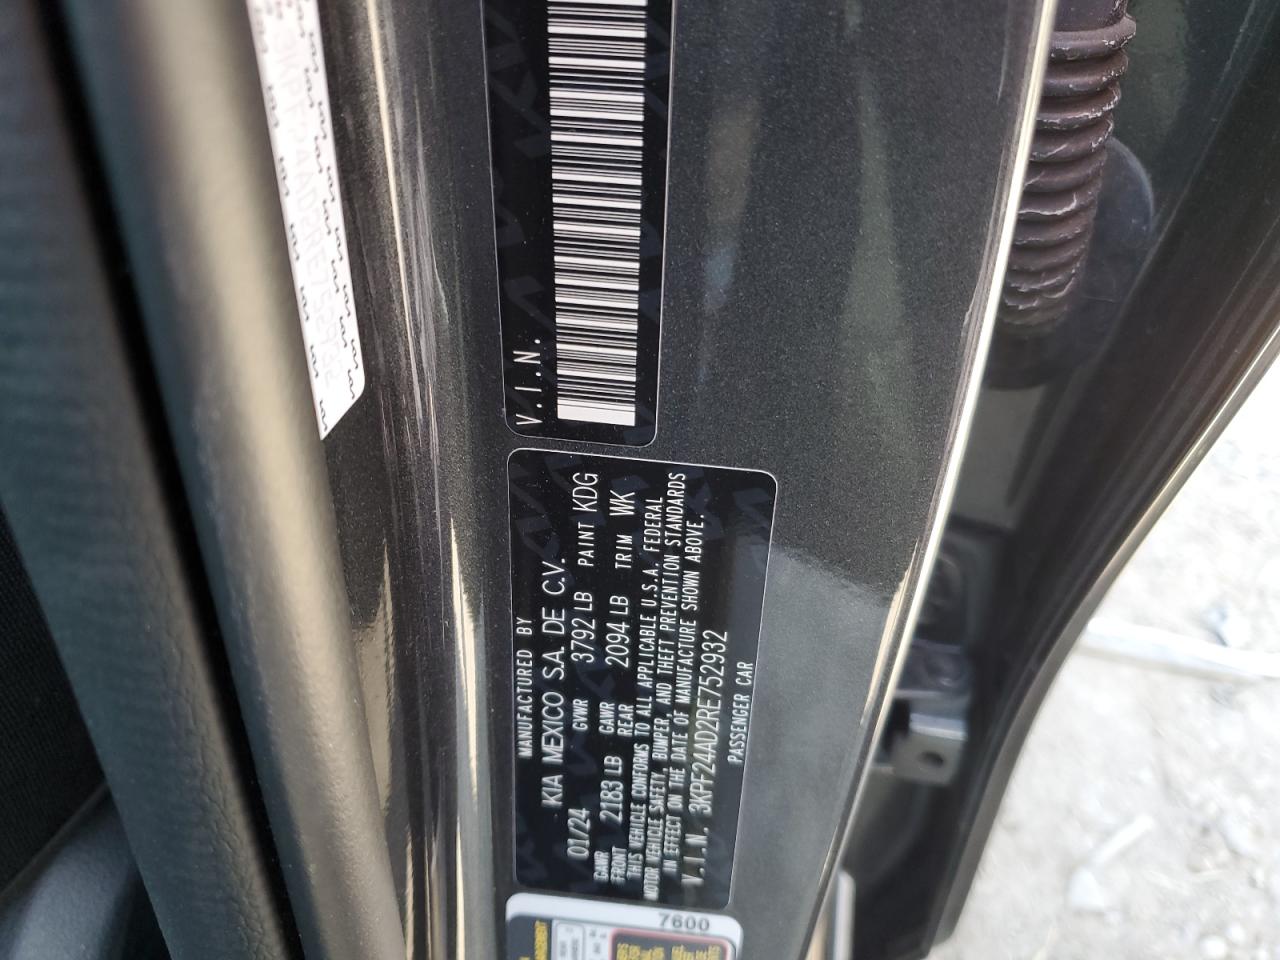 V.I.N.
MANUFACTURED BY
KIA MEXICO S.A. DE C.V.
01/24 GVWR 3792 LB PAINT KDG
GAWR FRONT 2183 LB GAWR REAR 2094 LB TRIM WK
THIS VEHICLE CONFORMS TO ALL APPLICABLE U.S.A. FEDERAL
MOTOR VEHICLE SAFETY, BUMPER, AND THEFT PREVENTION STANDARDS
IN EFFECT ON THE DATE OF MANUFACTURE SHOWN ABOVE.
V.I.N. 3KPF24AD2RE752932
PASSENGER CAR
7600